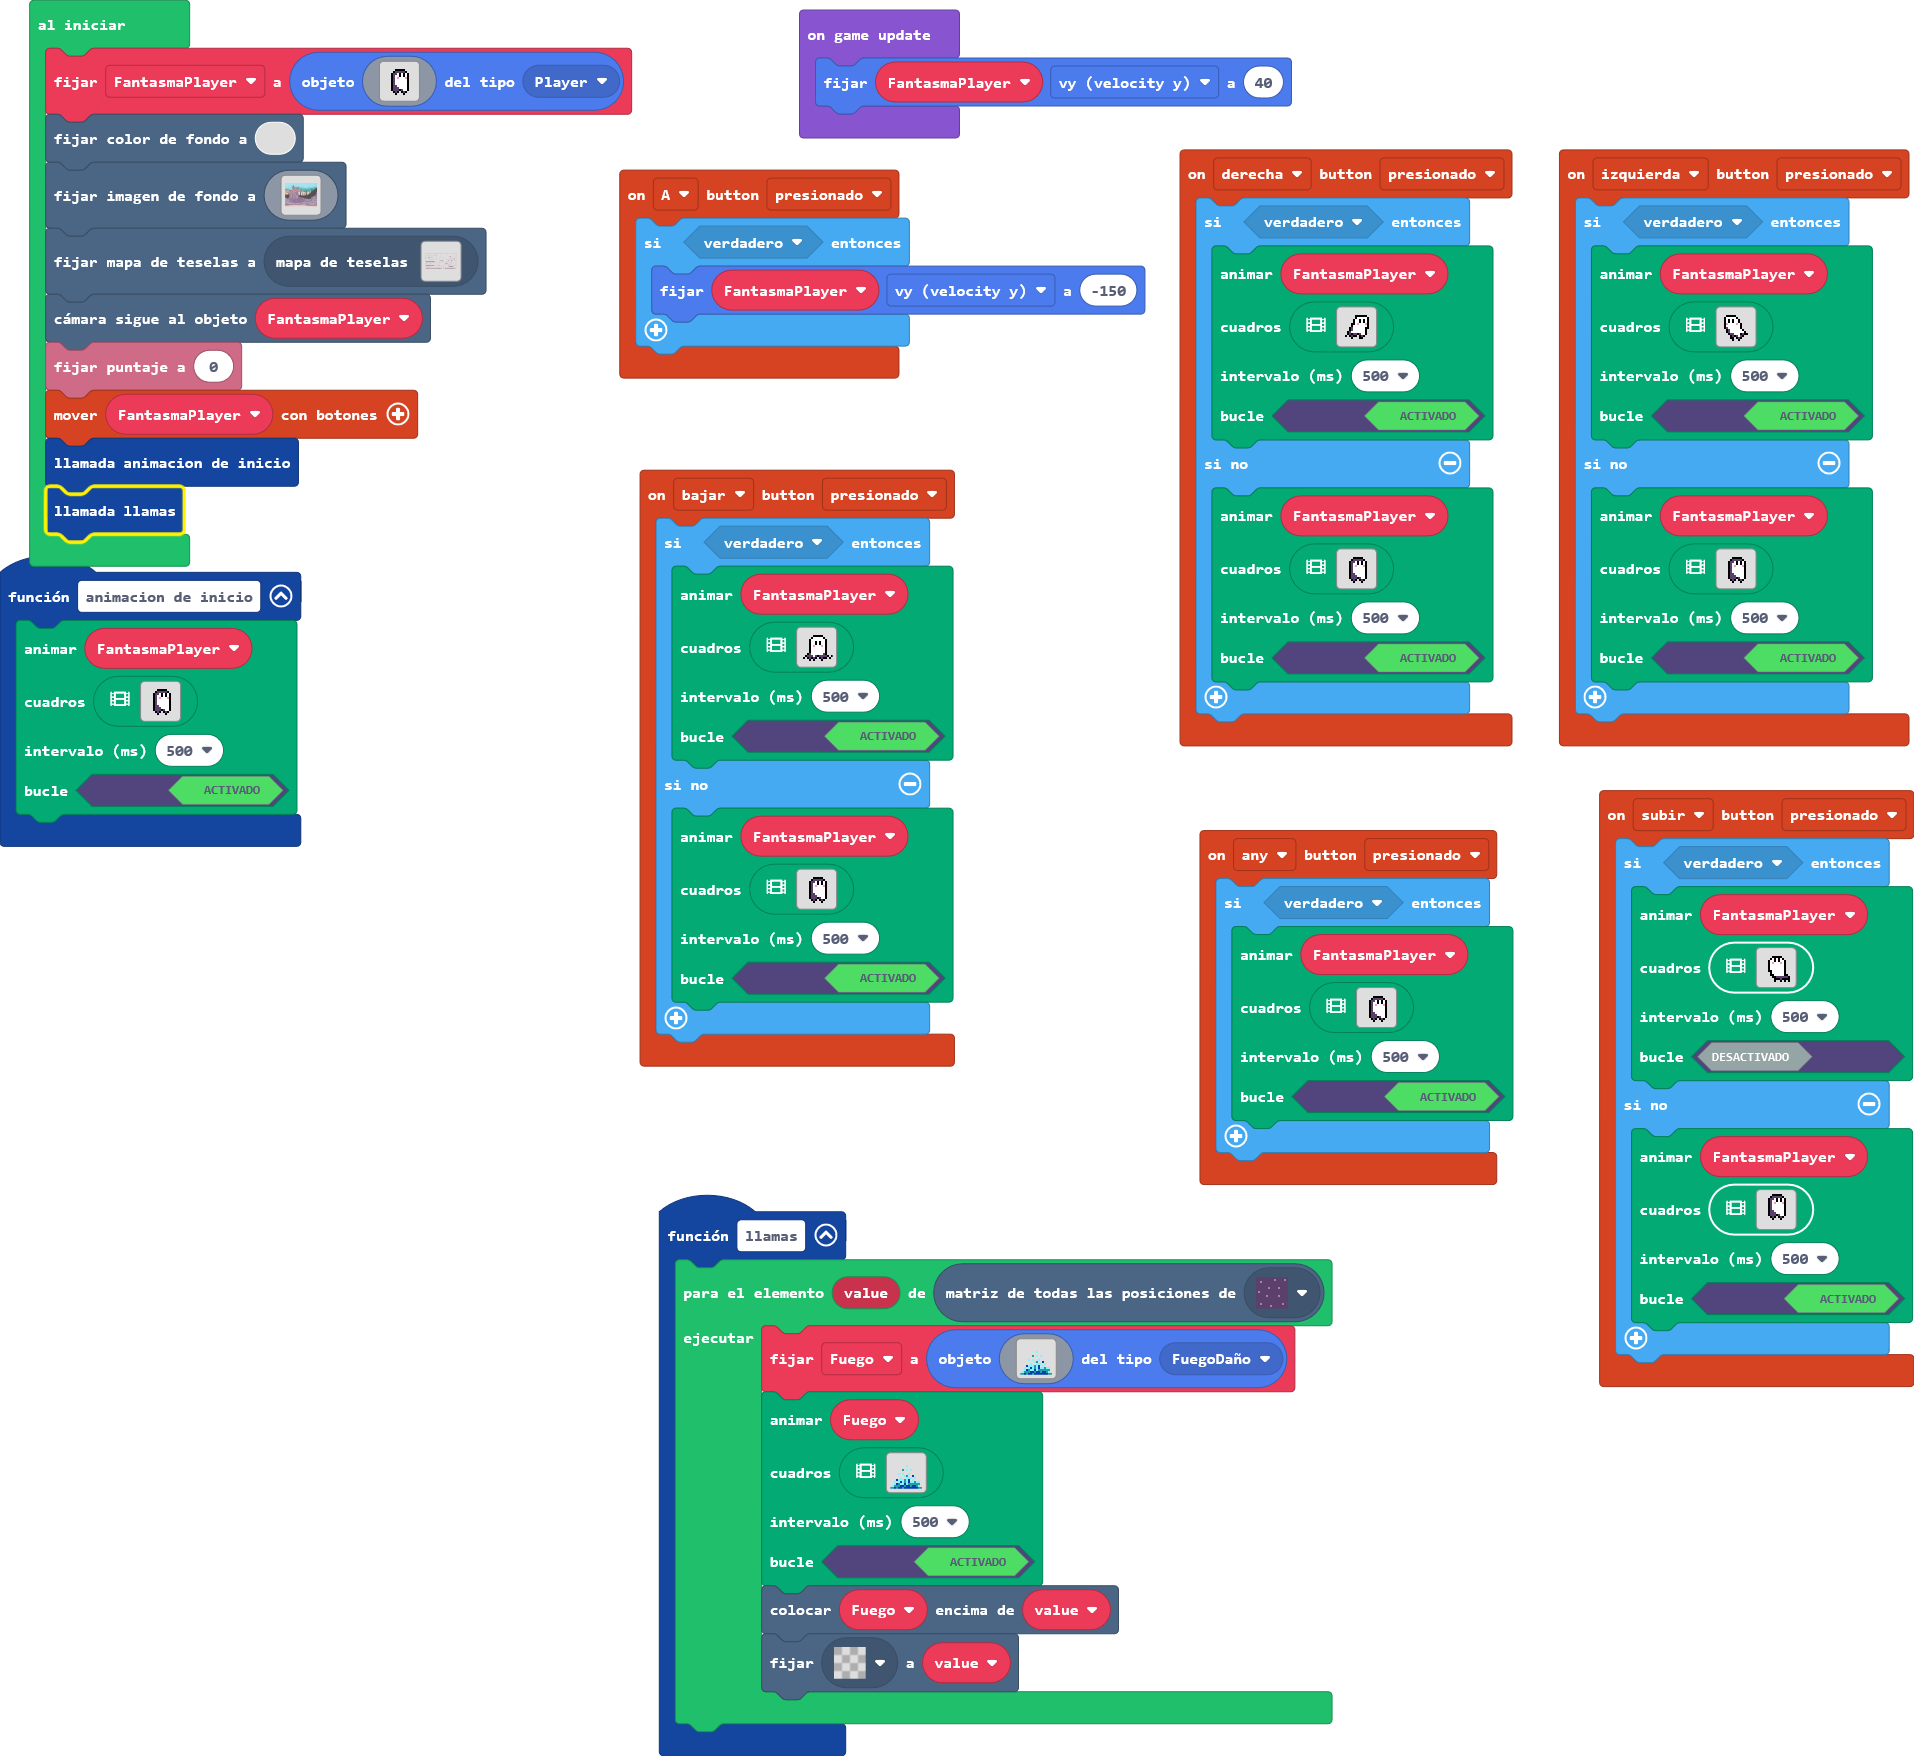 al iniciar
fijar FantasmaPlayer a objeto del tipo Player
fijar color de fondo a
fijar imagen de fondo a
fijar mapa de teselas a mapa de teselas
cámara sigue al objeto FantasmaPlayer
fijar puntaje a 0
mover FantasmaPlayer con botones
llamada animacion de inicio
llamada llamas
función animacion de inicio
animar FantasmaPlayer
cuadros
intervalo (ms) 500
bucle ACTIVADO
on game update
fijar FantasmaPlayer vy (velocity y) a 40
on A button presionado
si verdadero entonces
fijar FantasmaPlayer vy (velocity y) a -150
on bajar button presionado
si verdadero entonces
animar FantasmaPlayer
cuadros
intervalo (ms) 500
bucle ACTIVADO
si no
animar FantasmaPlayer
cuadros
intervalo (ms) 500
bucle ACTIVADO
on derecha button presionado
si verdadero entonces
animar FantasmaPlayer
cuadros
intervalo (ms) 500
bucle ACTIVADO
si no
animar FantasmaPlayer
cuadros
intervalo (ms) 500
bucle ACTIVADO
on izquierda button presionado
si verdadero entonces
animar FantasmaPlayer
cuadros
intervalo (ms) 500
bucle ACTIVADO
si no
animar FantasmaPlayer
cuadros
intervalo (ms) 500
bucle ACTIVADO
on any button presionado
si verdadero entonces
animar FantasmaPlayer
cuadros
intervalo (ms) 500
bucle ACTIVADO
on subir button presionado
si verdadero entonces
animar FantasmaPlayer
cuadros
intervalo (ms) 500
bucle DESACTIVADO
si no
animar FantasmaPlayer
cuadros
intervalo (ms) 500
bucle ACTIVADO
función llamas
para el elemento value de matriz de todas las posiciones de
ejecutar
fijar Fuego a objeto del tipo FuegoDaño
animar Fuego
cuadros
intervalo (ms) 500
bucle ACTIVADO
colocar Fuego encima de value
fijar a value